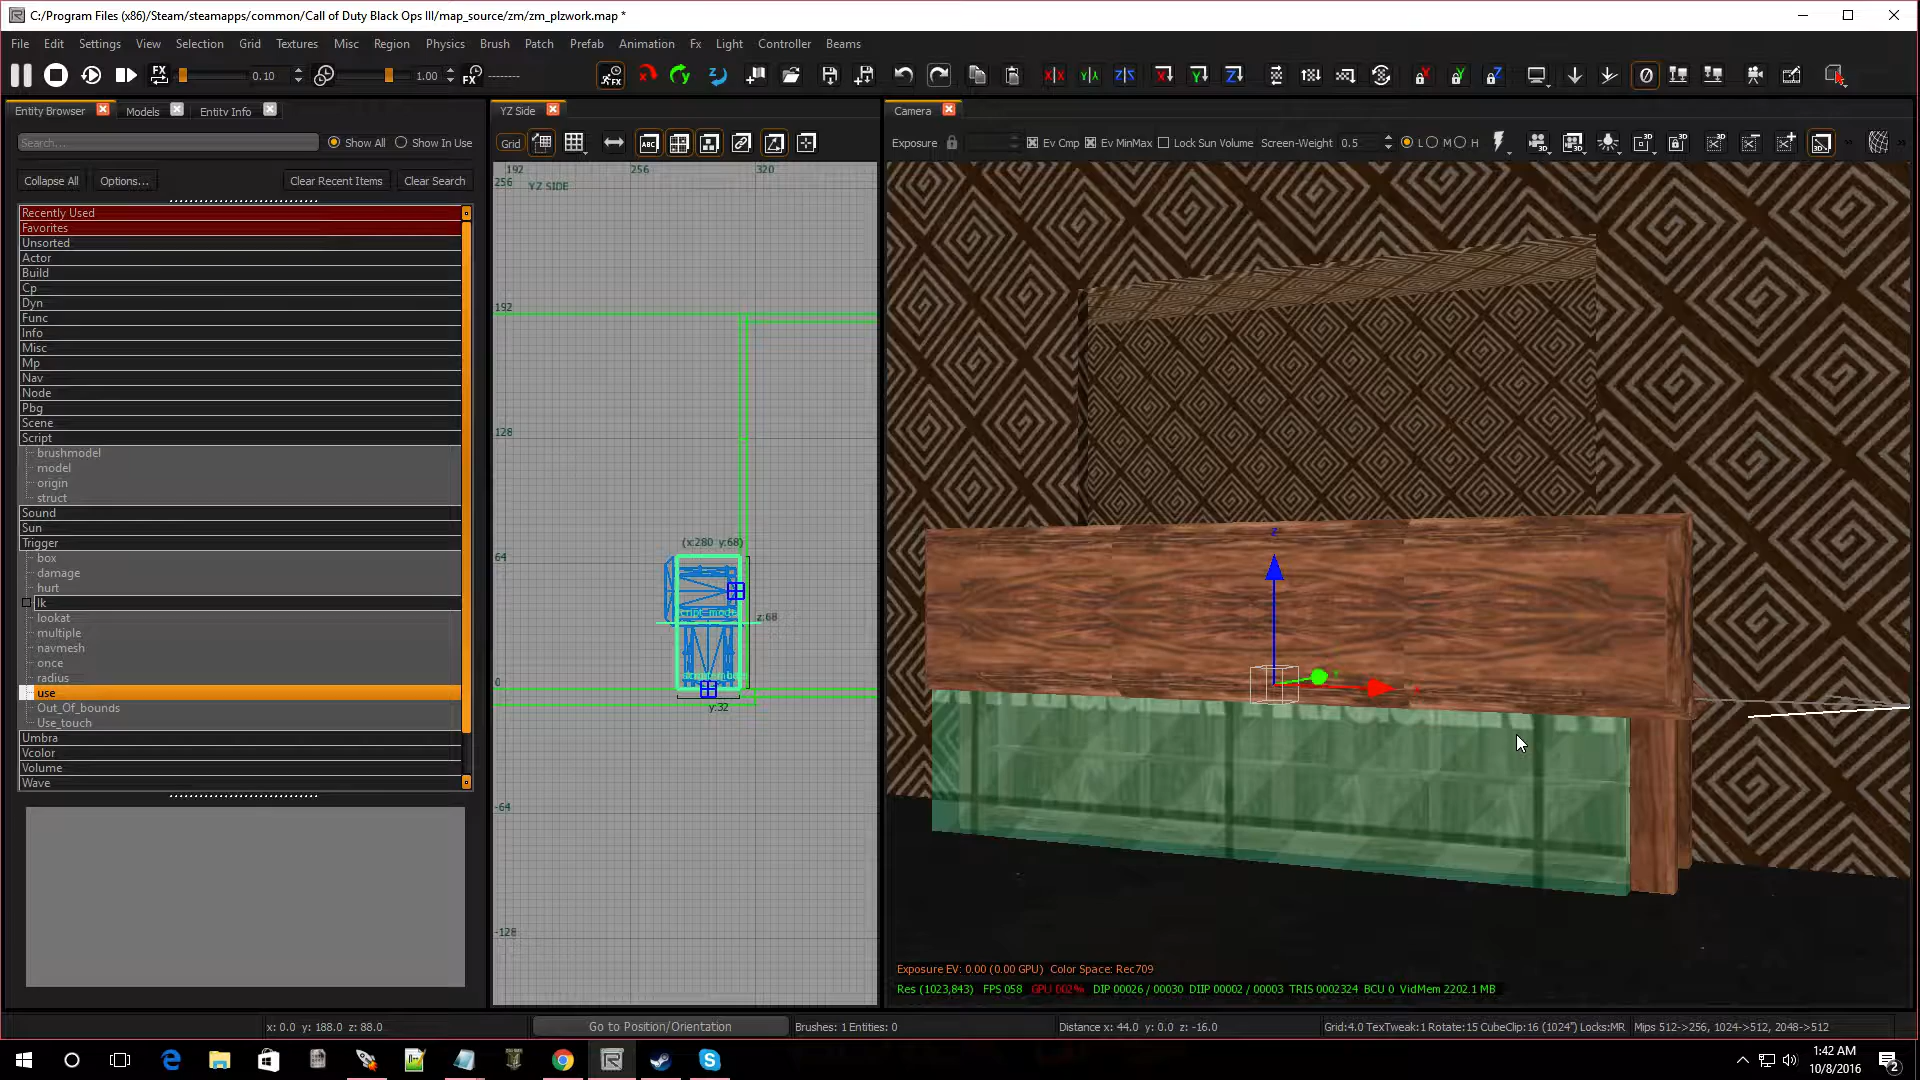 C:/Program Files (x86)/Steam/steamapps/common/Call of Duty Black Ops III/map_source/zm/zm_plzwork.map *
File Edit Settings View Selection Grid Textures Misc Region Physics Brush Patch Prefab Animation Fx Light Controller Beams
FX 0.10 1.00 FX --------
Entity Browser Models Entity Info YZ Side Camera
Search... Show All Show In Use
Grid ABC
Exposure Ev Cmp Ev MinMax Lock Sun Volume Screen-Weight 0.5 L M H
Collapse All Options... Clear Recent Items Clear Search
Recently Used
Favorites
Unsorted
Actor
Build
Cp
Dyn
Func
Info
Misc
Mp
Nav
Node
Pbg
Scene
Script
brushmodel
model
origin
struct
Sound
Sun
Trigger
box
damage
hurt
lk
lookat
multiple
navmesh
once
radius
use
Out_Of_bounds
Use_touch
Umbra
Vcolor
Volume
Wave
192 256 320
256 YZ SIDE
192
128
64
0
-64
-128
(x:280 y:68)
z:68
y:32
Z
Exposure EV: 0.00 (0.00 GPU) Color Space: Rec709
Res (1023,843) FPS 058 GPU 002% DIP 00026 / 00030 DIIP 00002 / 00003 TRIS 0002324 BCU 0 VidMem 2202.1 MB
x: 0.0 y: 188.0 z: 88.0 Go to Position/Orientation Brushes: 1 Entities: 0 Distance x: 44.0 y: 0.0 z: -16.0 Grid:4.0 TexTweak:1 Rotate:15 CubeClip:16 (1024") Locks:MR Mips 512->256, 1024->512, 2048->512
1:42 AM
10/8/2016
2